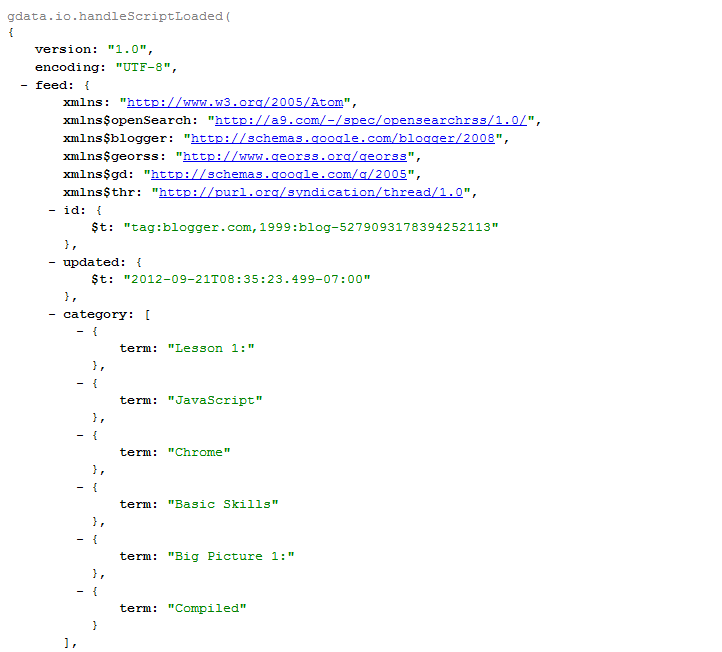 gdata.io.handleScriptLoaded(
{
version: "1.0",
encoding: "UTF-8",
- feed: {
xmlns: "http://www.w3.org/2005/Atom",
xmlns$openSearch: "http://a9.com/-/spec/opensearchrss/1.0/",
xmlns$blogger: "http://schemas.google.com/blogger/2008",
xmlns$georss: "http://www.georss.org/georss",
xmlns$gd: "http://schemas.google.com/g/2005",
xmlns$thr: "http://purl.org/syndication/thread/1.0",
- id: {
$t: "tag:blogger.com,1999:blog-5279093178394252113"
},
- updated: {
$t: "2012-09-21T08:35:23.499-07:00"
},
- category: [
- {
term: "Lesson 1:"
},
- {
term: "JavaScript"
},
- {
term: "Chrome"
},
- {
term: "Basic Skills"
},
- {
term: "Big Picture 1:"
},
- {
term: "Compiled"
}
],